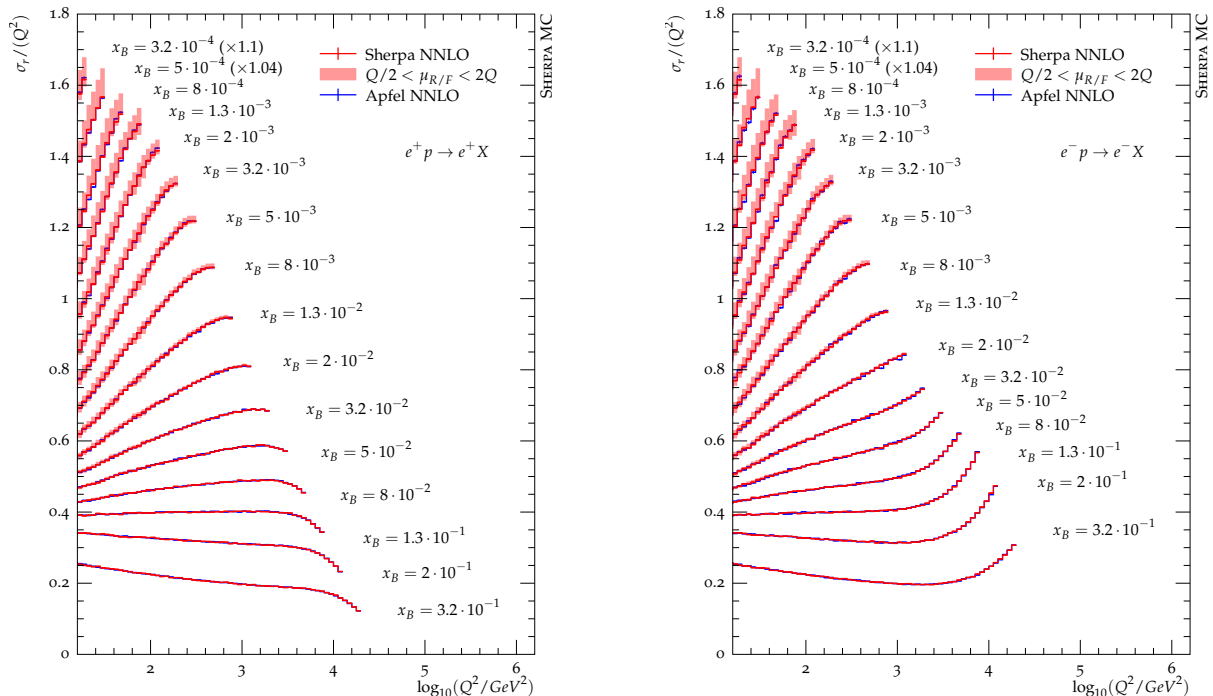 σ_r/(Q²)
1.8
1.6
1.4
1.2
1
0.8
0.6
0.4
0.2
0
x_B = 3.2·10⁻⁴ (×1.1)
x_B = 5·10⁻⁴ (×1.04)
x_B = 8·10⁻⁴
x_B = 1.3·10⁻³
x_B = 2·10⁻³
x_B = 3.2·10⁻³
x_B = 5·10⁻³
x_B = 8·10⁻³
x_B = 1.3·10⁻²
x_B = 2·10⁻²
x_B = 3.2·10⁻²
x_B = 5·10⁻²
x_B = 8·10⁻²
x_B = 1.3·10⁻¹
x_B = 2·10⁻¹
x_B = 3.2·10⁻¹
Sherpa NNLO
Q/2 < μ_{R/F} < 2Q
Apfel NNLO
e⁺p → e⁺X
SHERPA MC
2 3 4 5 6
log₁₀(Q²/GeV²)
σ_r/(Q²)
1.8
1.6
1.4
1.2
1
0.8
0.6
0.4
0.2
0
x_B = 3.2·10⁻⁴ (×1.1)
x_B = 5·10⁻⁴ (×1.04)
x_B = 8·10⁻⁴
x_B = 1.3·10⁻³
x_B = 2·10⁻³
x_B = 3.2·10⁻³
x_B = 5·10⁻³
x_B = 8·10⁻³
x_B = 1.3·10⁻²
x_B = 2·10⁻²
x_B = 3.2·10⁻²
x_B = 5·10⁻²
x_B = 8·10⁻²
x_B = 1.3·10⁻¹
x_B = 2·10⁻¹
x_B = 3.2·10⁻¹
Sherpa NNLO
Q/2 < μ_{R/F} < 2Q
Apfel NNLO
e⁻p → e⁻X
SHERPA MC
2 3 4 5 6
log₁₀(Q²/GeV²)